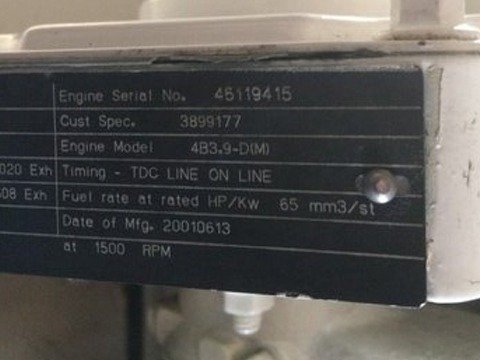 Engine Serial No. 46119415
Cust Spec. 3899177
Engine Model 4B3.9-D(M)
020 Exh Timing - TDC LINE ON LINE
508 Exh Fuel rate at rated HP/Kw 65 mm3/st
Date of Mfg. 20010613
at 1500 RPM